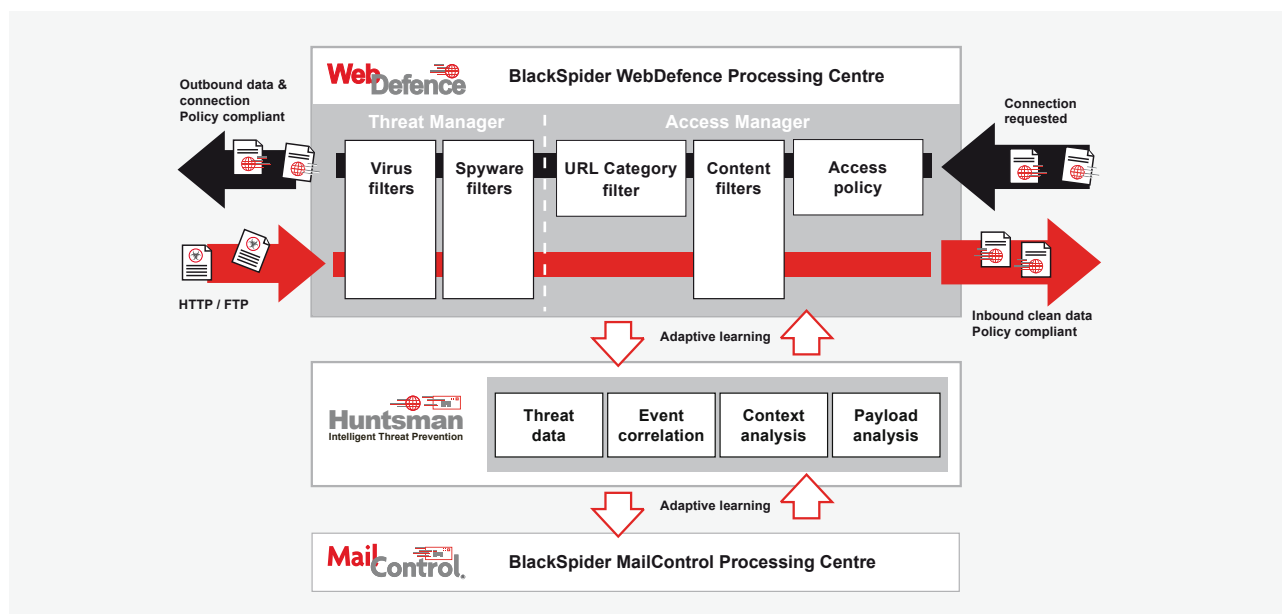 WebDefence
BlackSpider WebDefence Processing Centre
Outbound data &
connection
Policy compliant
Connection
requested
Threat Manager
Access Manager
Virus
filters
Spyware
filters
URL Category
filter
Content
filters
Access
policy
HTTP / FTP
Inbound clean data
Policy compliant
Adaptive learning
Huntsman
Intelligent Threat Prevention
Threat
data
Event
correlation
Context
analysis
Payload
analysis
Adaptive learning
MailControl.
BlackSpider MailControl Processing Centre